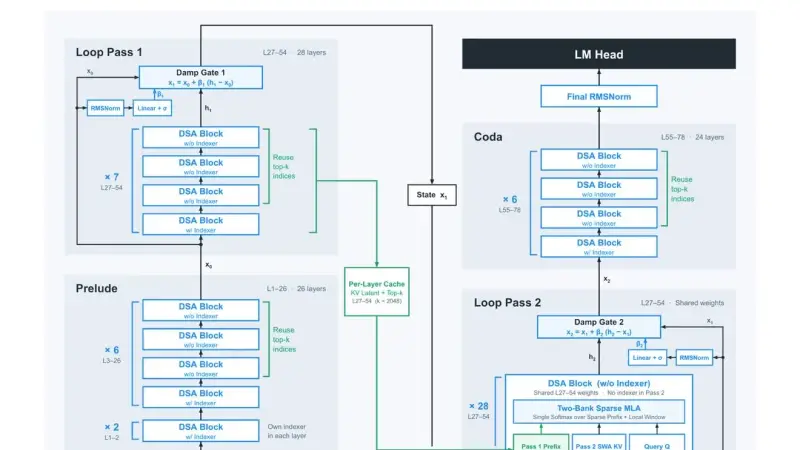 Loop Pass 1
L27–54 · 28 layers
x₀
Damp Gate 1
x₁ = x₀ + β₁ (h₁ − x₀)
β₁
RMSNorm
Linear + σ
h₁
DSA Block
w/o Indexer
DSA Block
w/o Indexer
DSA Block
w/o Indexer
DSA Block
w/ Indexer
× 7
L27–54
Reuse
top-k
indices
x₀
Prelude
L1–26 · 26 layers
DSA Block
w/o Indexer
DSA Block
w/o Indexer
DSA Block
w/o Indexer
DSA Block
w/ Indexer
× 6
L3–26
Reuse
top-k
indices
× 2
L1–2
DSA Block
w/ Indexer
Own indexer
in each layer
State x₁
Per-Layer Cache
KV Latent + Top-k
L27–54 (k = 2048)
LM Head
Final RMSNorm
Coda
L55–78 · 24 layers
DSA Block
w/o Indexer
DSA Block
w/o Indexer
DSA Block
w/o Indexer
DSA Block
w/ Indexer
× 6
L55–78
Reuse
top-k
indices
x₂
Loop Pass 2
L27–54 · Shared weights
Damp Gate 2
x₂ = x₁ + β₂ (h₂ − x₁)
x₁
β₂
h₂
Linear + σ
RMSNorm
DSA Block (w/o Indexer)
Shared L27–54 weights · No indexer in Pass 2
× 28
L27–54
Two-Bank Sparse MLA
Single Softmax over Sparse Prefix + Local Window
Pass 1 Prefix
Pass 2 SWA KV
Query Q